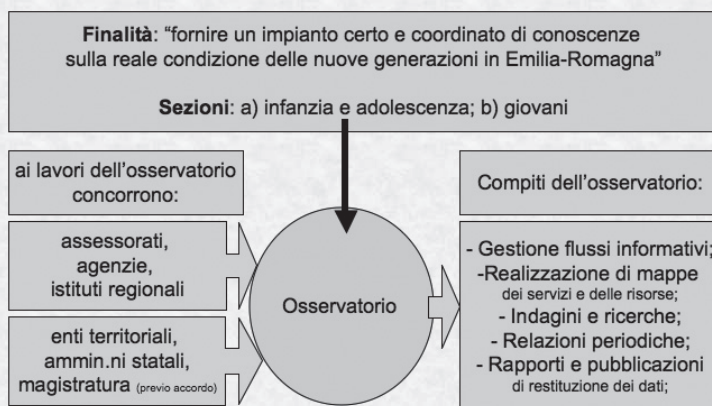 Finalità: “fornire un impianto certo e coordinato di conoscenze
sulla reale condizione delle nuove generazioni in Emilia-Romagna”
Sezioni: a) infanzia e adolescenza; b) giovani
ai lavori dell’osservatorio
concorrono:
assessorati,
agenzie,
istituti regionali
enti territoriali,
ammin.ni statali,
magistratura (previo accordo)
Osservatorio
Compiti dell’osservatorio:
- Gestione flussi informativi;
-Realizzazione di mappe
dei servizi e delle risorse;
- Indagini e ricerche;
- Relazioni periodiche;
- Rapporti e pubblicazioni
di restituzione dei dati;